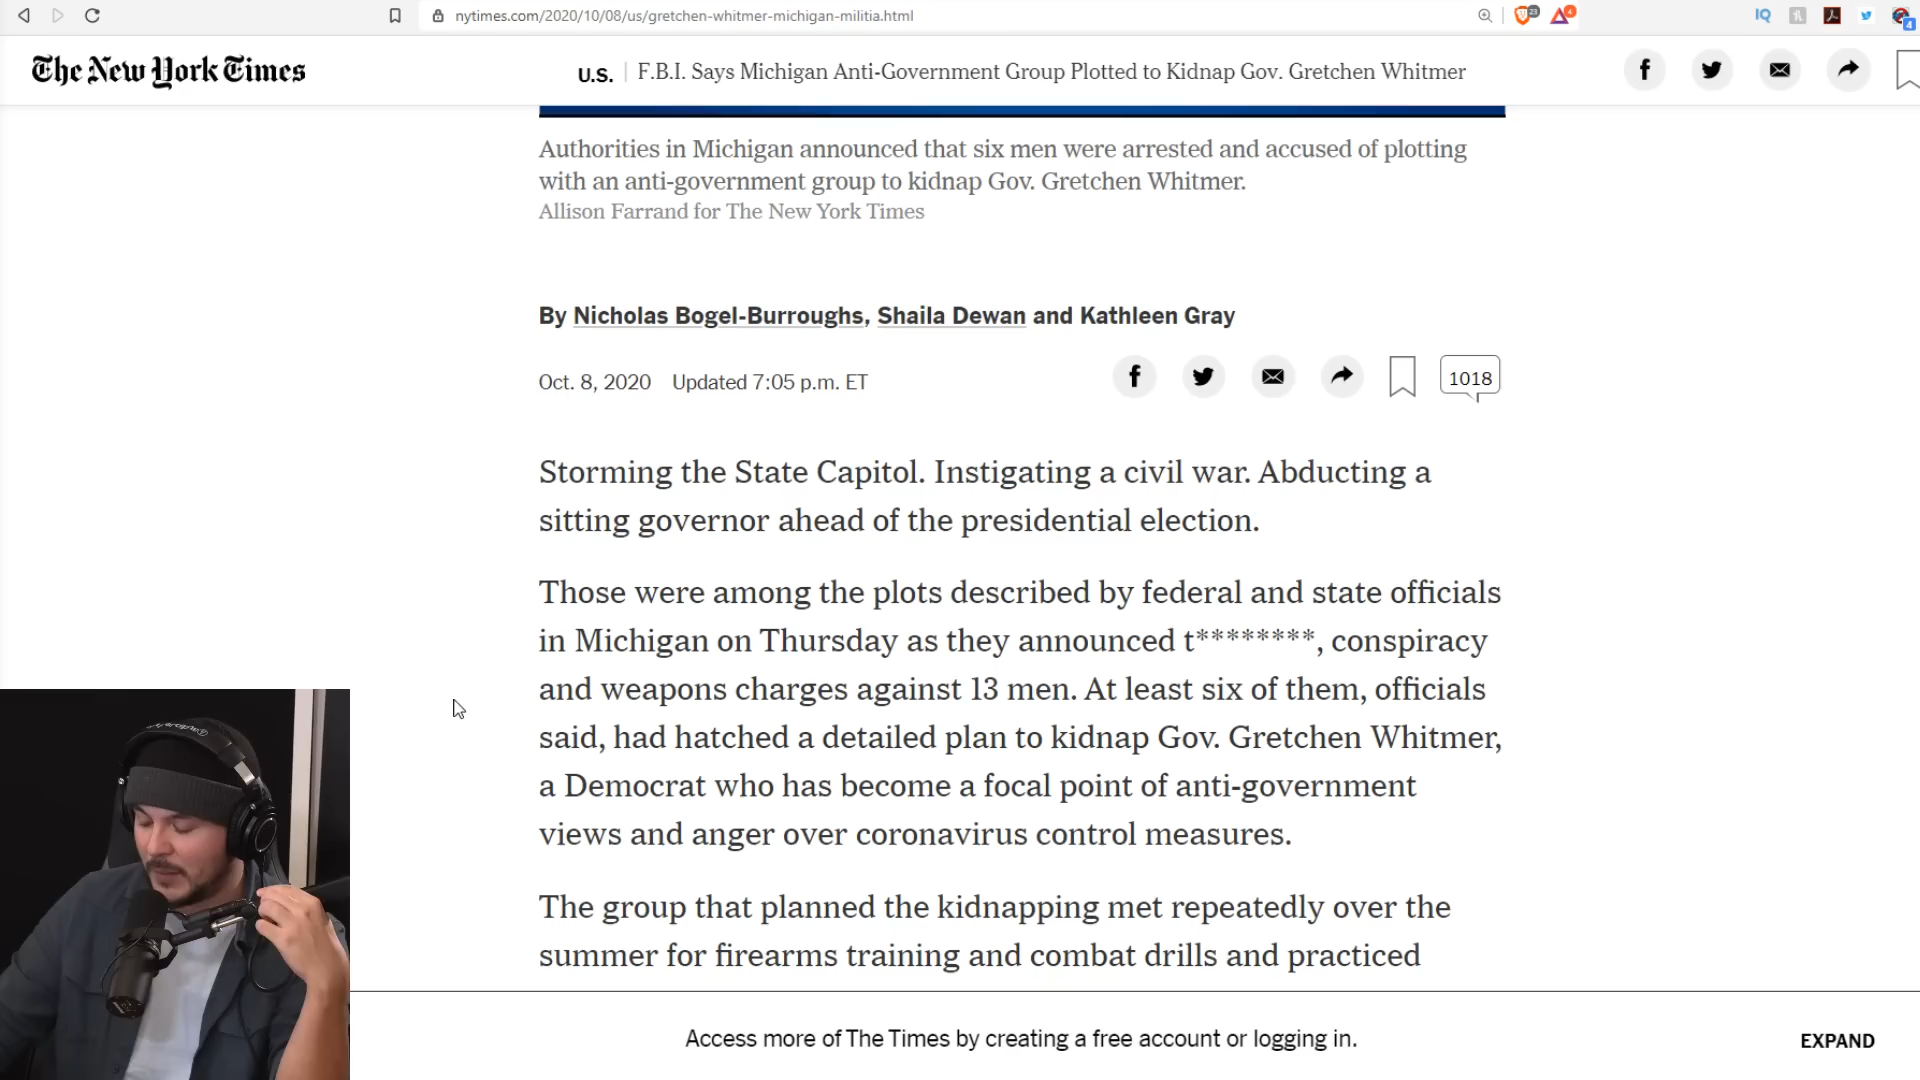 nytimes.com/2020/10/08/us/gretchen-whitmer-michigan-militia.html
23
4
IQ
4
The New York Times
U.S. | F.B.I. Says Michigan Anti-Government Group Plotted to Kidnap Gov. Gretchen Whitmer
Authorities in Michigan announced that six men were arrested and accused of plotting
with an anti-government group to kidnap Gov. Gretchen Whitmer.
Allison Farrand for The New York Times
By Nicholas Bogel-Burroughs, Shaila Dewan and Kathleen Gray
Oct. 8, 2020 Updated 7:05 p.m. ET
1018
Storming the State Capitol. Instigating a civil war. Abducting a
sitting governor ahead of the presidential election.
Those were among the plots described by federal and state officials
in Michigan on Thursday as they announced t********, conspiracy
and weapons charges against 13 men. At least six of them, officials
said, had hatched a detailed plan to kidnap Gov. Gretchen Whitmer,
a Democrat who has become a focal point of anti-government
views and anger over coronavirus control measures.
The group that planned the kidnapping met repeatedly over the
summer for firearms training and combat drills and practiced
Access more of The Times by creating a free account or logging in.
EXPAND